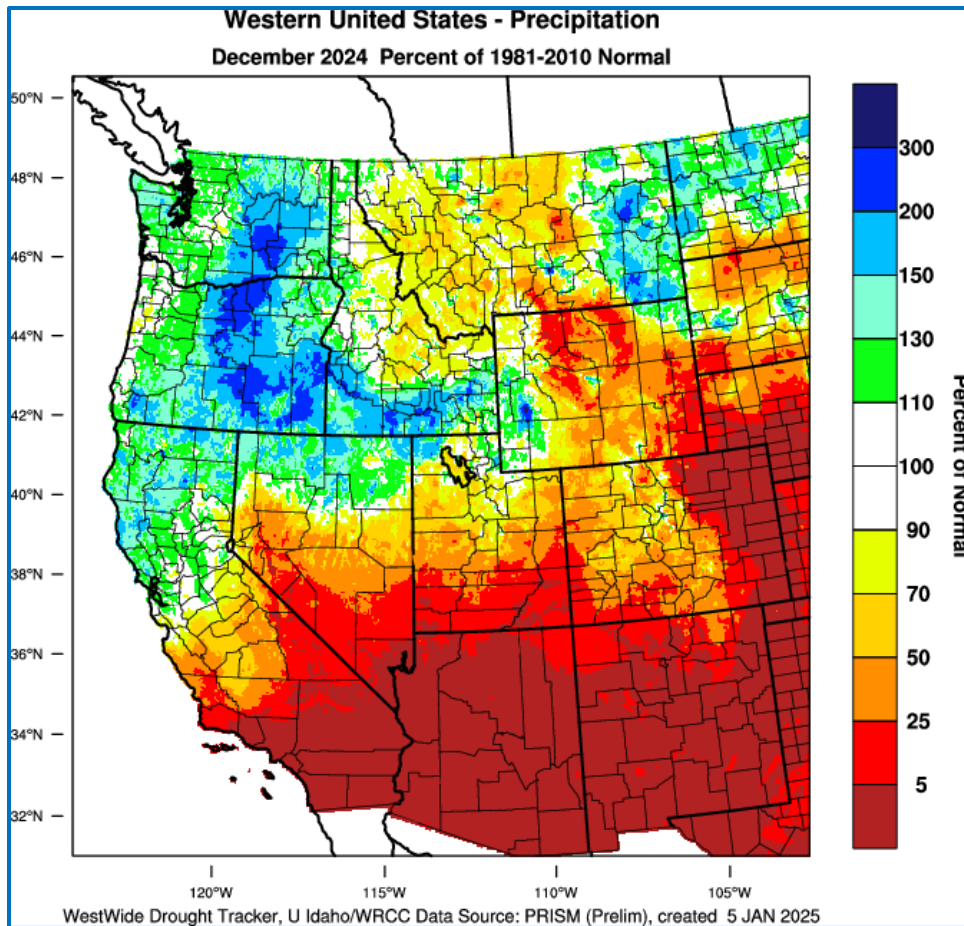 Western United States - Precipitation
December 2024 Percent of 1981-2010 Normal
50°N
48°N
46°N
44°N
42°N
40°N
38°N
36°N
34°N
32°N
120°W
115°W
110°W
105°W
300
200
150
130
110
100
90
70
50
25
5
Percent of Normal
WestWide Drought Tracker, U Idaho/WRCC Data Source: PRISM (Prelim), created 5 JAN 2025